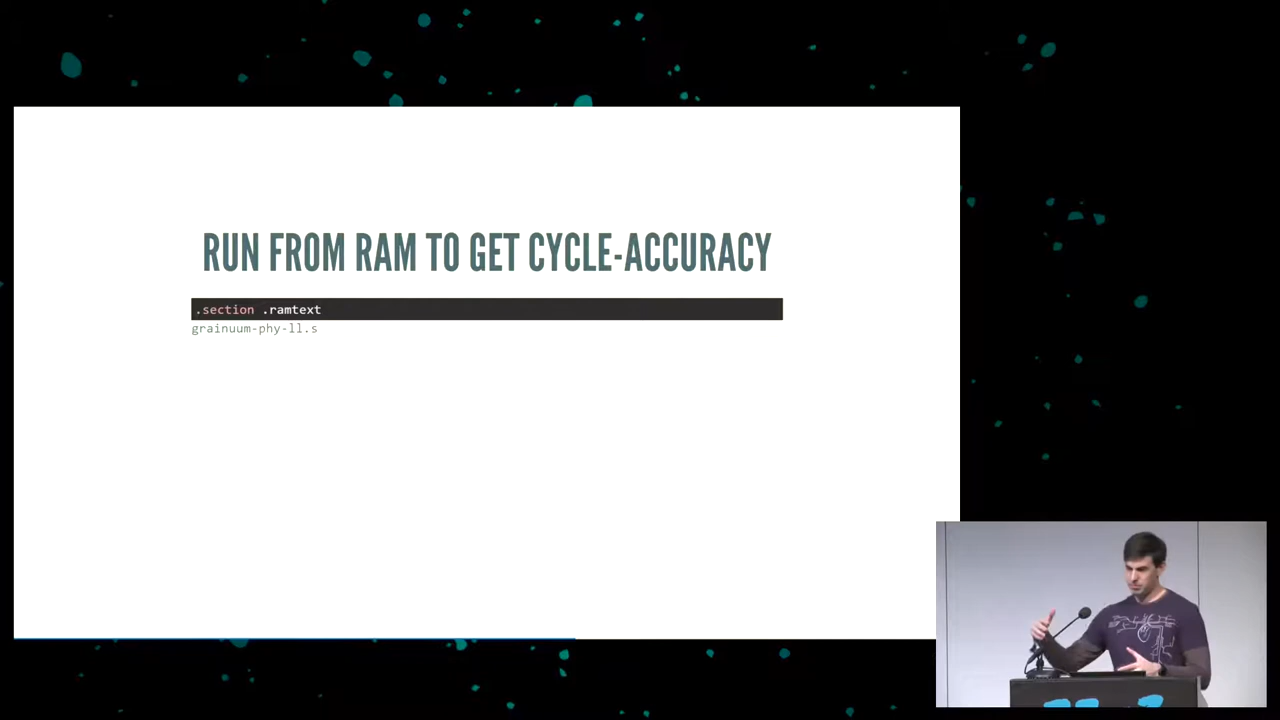 RUN FROM RAM TO GET CYCLE-ACCURACY
.section .ramtext
grainuum-phy-ll.s